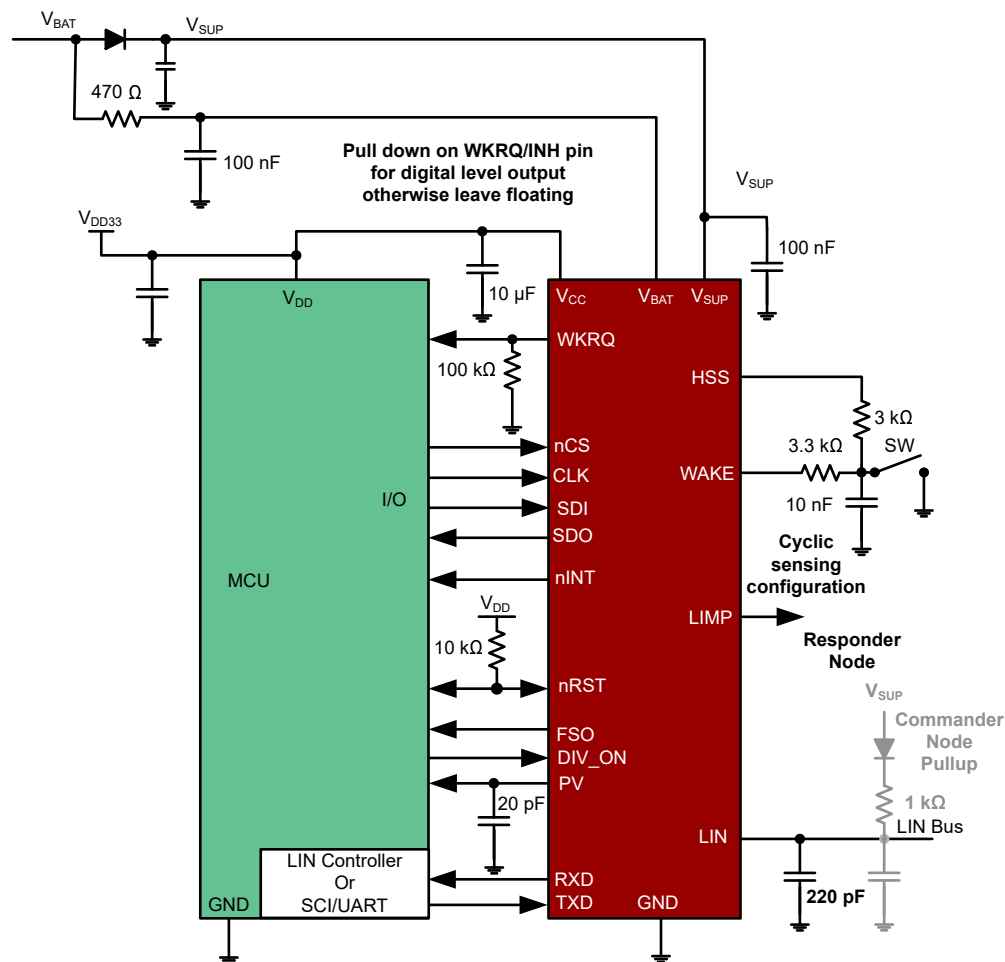 VBAT
VSUP
470 Ω
100 nF
Pull down on WKRQ/INH pin
for digital level output
otherwise leave floating
VSUP
100 nF
VDD33
10 µF
VDD
VCC
VBAT
VSUP
WKRQ
100 kΩ
HSS
3 kΩ
3.3 kΩ
SW
WAKE
10 nF
nCS
CLK
I/O
SDI
SDO
Cyclic
sensing
configuration
MCU
nINT
VDD
LIMP
10 kΩ
Responder
Node
nRST
VSUP
Commander
Node
Pullup
FSO
DIV_ON
PV
20 pF
1 kΩ
LIN Bus
LIN
LIN Controller
Or
SCI/UART
RXD
TXD
220 pF
GND
GND